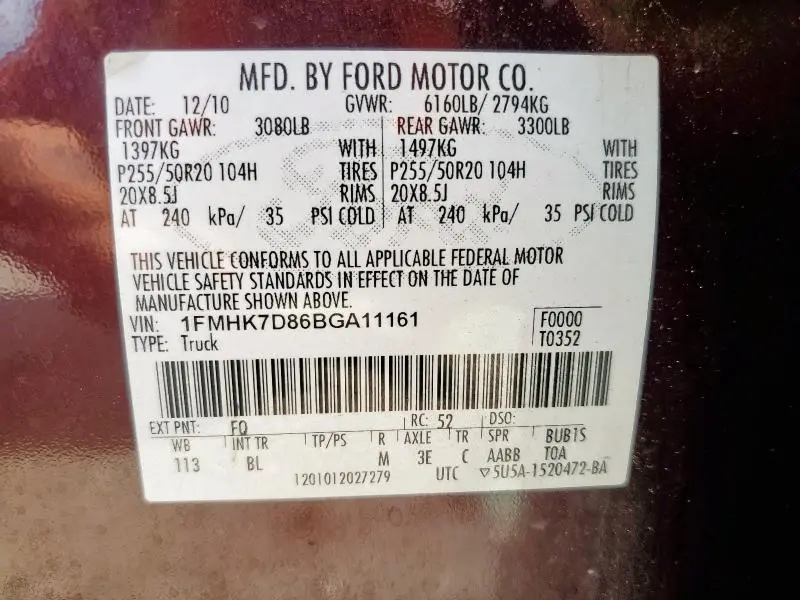 MFD. BY FORD MOTOR CO.
DATE: 12/10 GVWR: 6160LB/ 2794KG
FRONT GAWR: 3080LB REAR GAWR: 3300LB
1397KG WITH 1497KG WITH
P255/50R20 104H TIRES P255/50R20 104H TIRES
20X8.5J RIMS 20X8.5J RIMS
AT 240 kPa/ 35 PSI COLD AT 240 kPa/ 35 PSI COLD
THIS VEHICLE CONFORMS TO ALL APPLICABLE FEDERAL MOTOR
VEHICLE SAFETY STANDARDS IN EFFECT ON THE DATE OF
MANUFACTURE SHOWN ABOVE.
VIN: 1FMHK7D86BGA11161 F0000
TYPE: Truck T0352
EXT PNT: FQ RC: 52 DSO:
WB INT TR TP/PS R AXLE TR SPR BUB1S
113 BL M 3E C AABB TOA
1201012027279 UTC ▽5U5A-1520472-BA